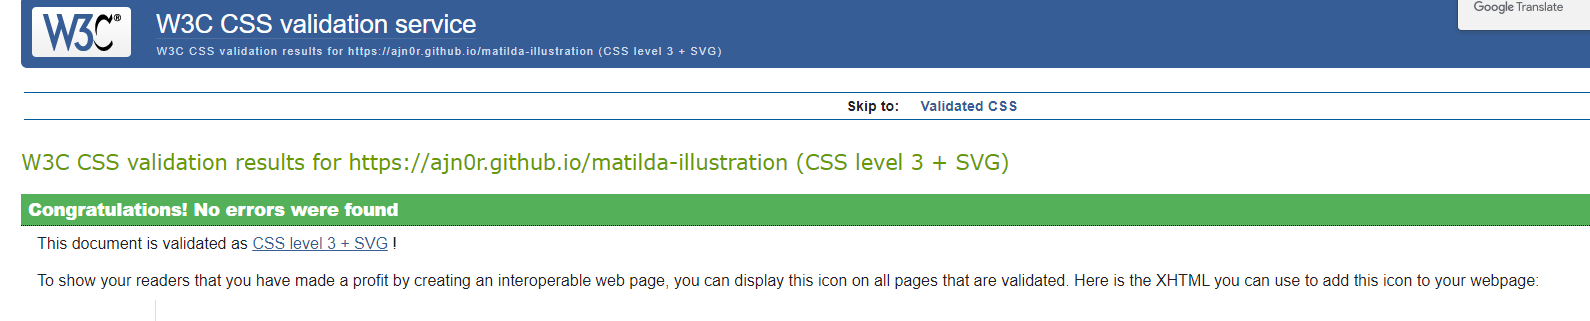 Google Translate
W3C® W3C CSS validation service
W3C CSS validation results for https://ajn0r.github.io/matilda-illustration (CSS level 3 + SVG)
Skip to: Validated CSS
W3C CSS validation results for https://ajn0r.github.io/matilda-illustration (CSS level 3 + SVG)
Congratulations! No errors were found
This document is validated as CSS level 3 + SVG !
To show your readers that you have made a profit by creating an interoperable web page, you can display this icon on all pages that are validated. Here is the XHTML you can use to add this icon to your webpage: